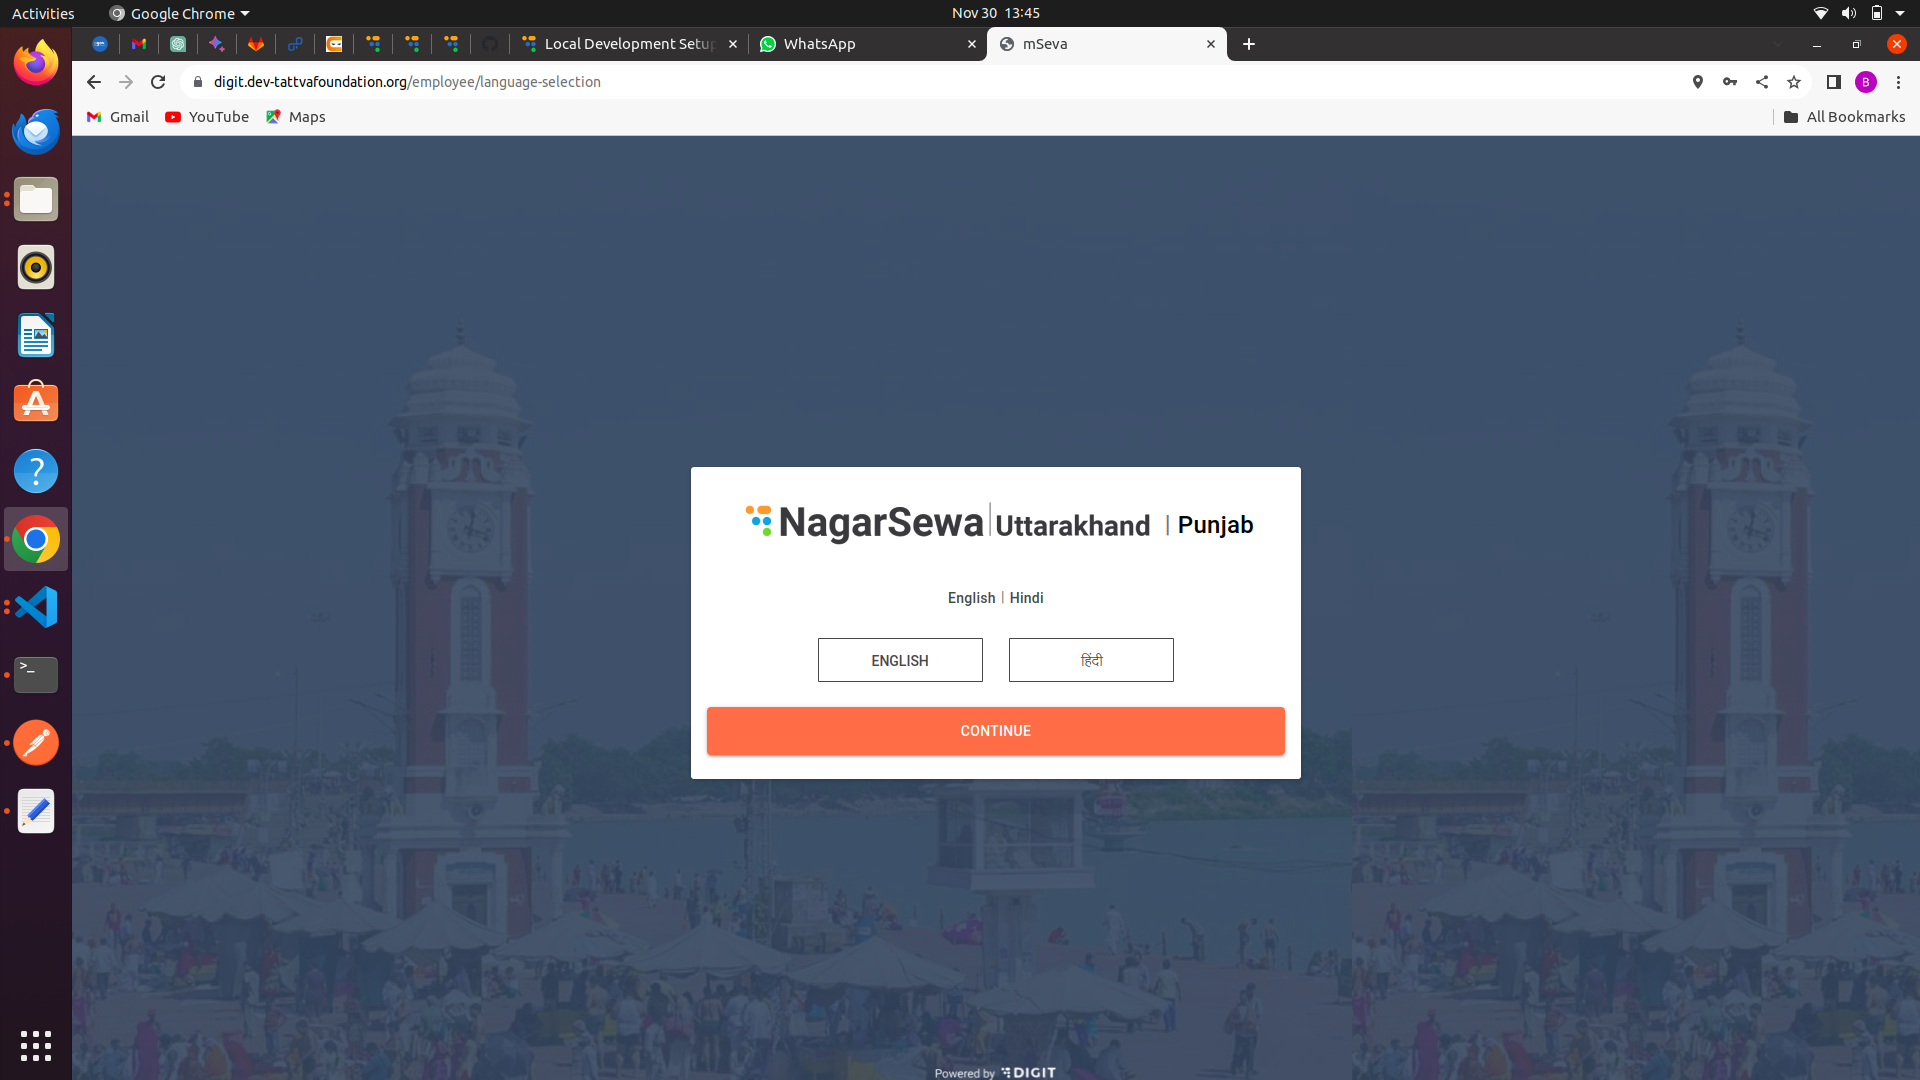 Activities
Google Chrome
Nov 30 13:45
Local Development Setup
WhatsApp
mSeva
digit.dev-tattvafoundation.org/employee/language-selection
B
Gmail
YouTube
Maps
All Bookmarks
NagarSewa | Uttarakhand | Punjab
English | Hindi
ENGLISH
हिंदी
CONTINUE
Powered by DIGIT